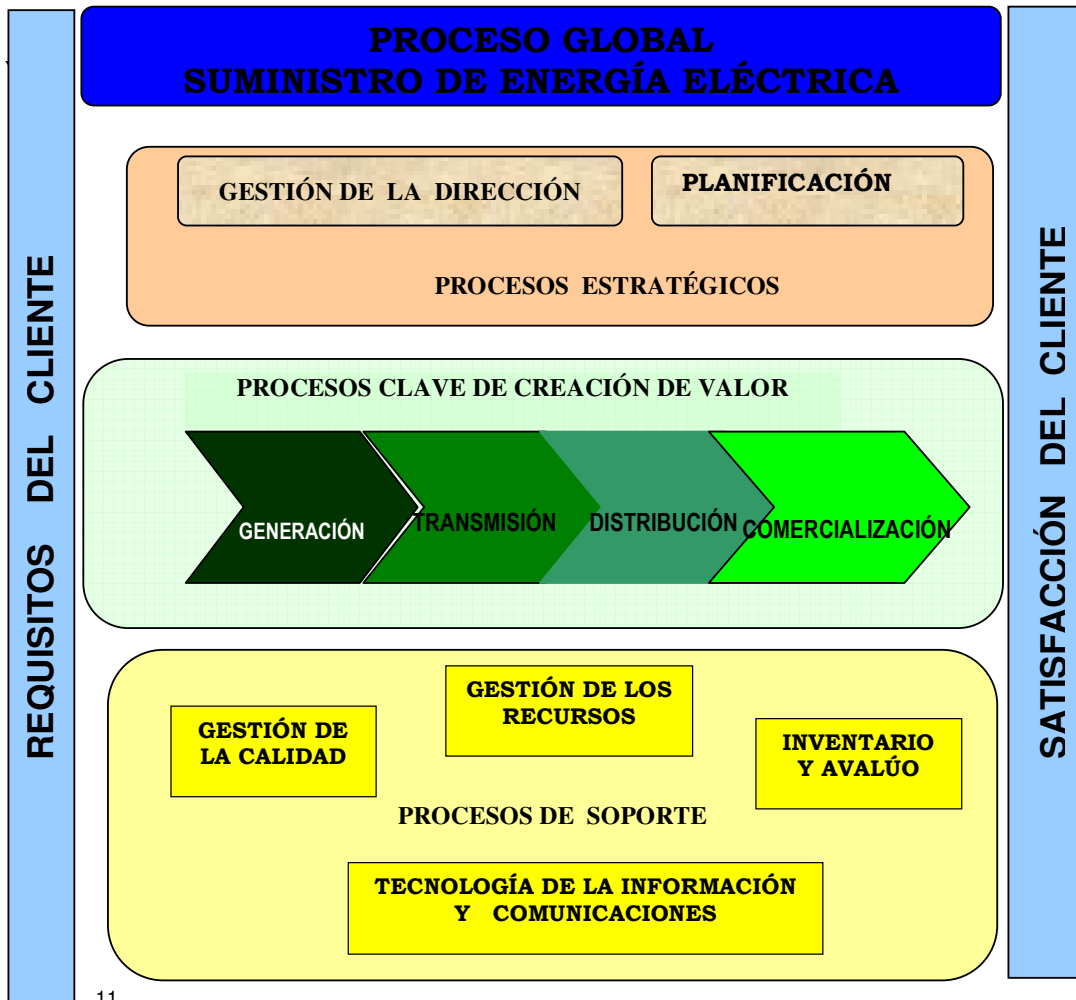 PROCESO GLOBAL
SUMINISTRO DE ENERGÍA ELÉCTRICA
REQUISITOS DEL CLIENTE
GESTIÓN DE LA DIRECCIÓN
PLANIFICACIÓN
PROCESOS ESTRATÉGICOS
PROCESOS CLAVE DE CREACIÓN DE VALOR
GENERACIÓN
TRANSMISIÓN
DISTRIBUCIÓN
COMERCIALIZACIÓN
GESTIÓN DE LOS
RECURSOS
GESTIÓN DE
LA CALIDAD
INVENTARIO
Y AVALÚO
PROCESOS DE SOPORTE
TECNOLOGÍA DE LA INFORMACIÓN
Y COMUNICACIONES
SATISFACCIÓN DEL CLIENTE
11